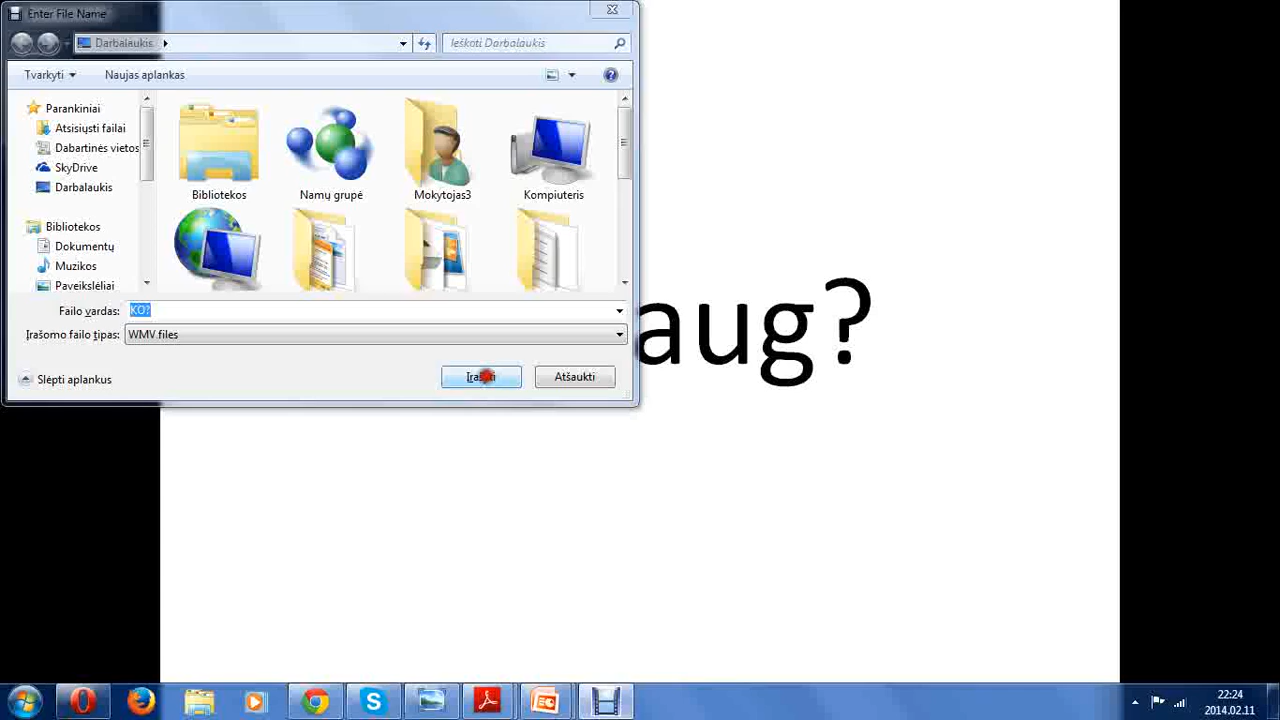 Enter File Name
Darbalaukis
Ieškoti Darbalaukis
Tvarkyti
Naujas aplankas
Parankiniai
Atsisiųsti failai
Dabartinės vietos
SkyDrive
Darbalaukis
Bibliotekos
Dokumentų
Muzikos
Paveikslėliai
Bibliotekos
Namų grupė
Mokytojas3
Kompiuteris
Failo vardas:
KO?
Įrašomo failo tipas:
WMV files
Slėpti aplankus
Atšaukti
aug?
22:24
2014.02.11